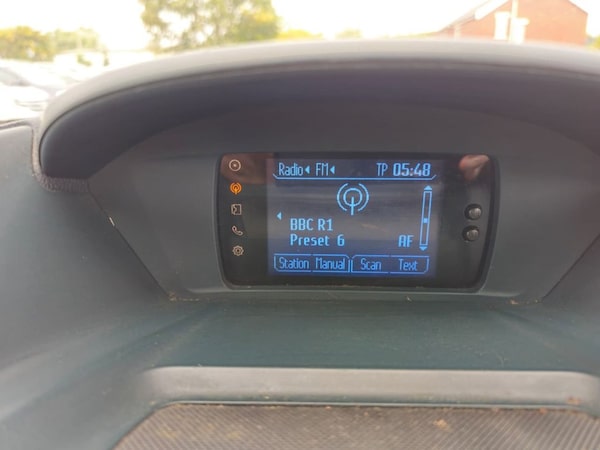 Radio FM TP 05:48
BBC R1
Preset 6 AF
Station Manual Scan Text